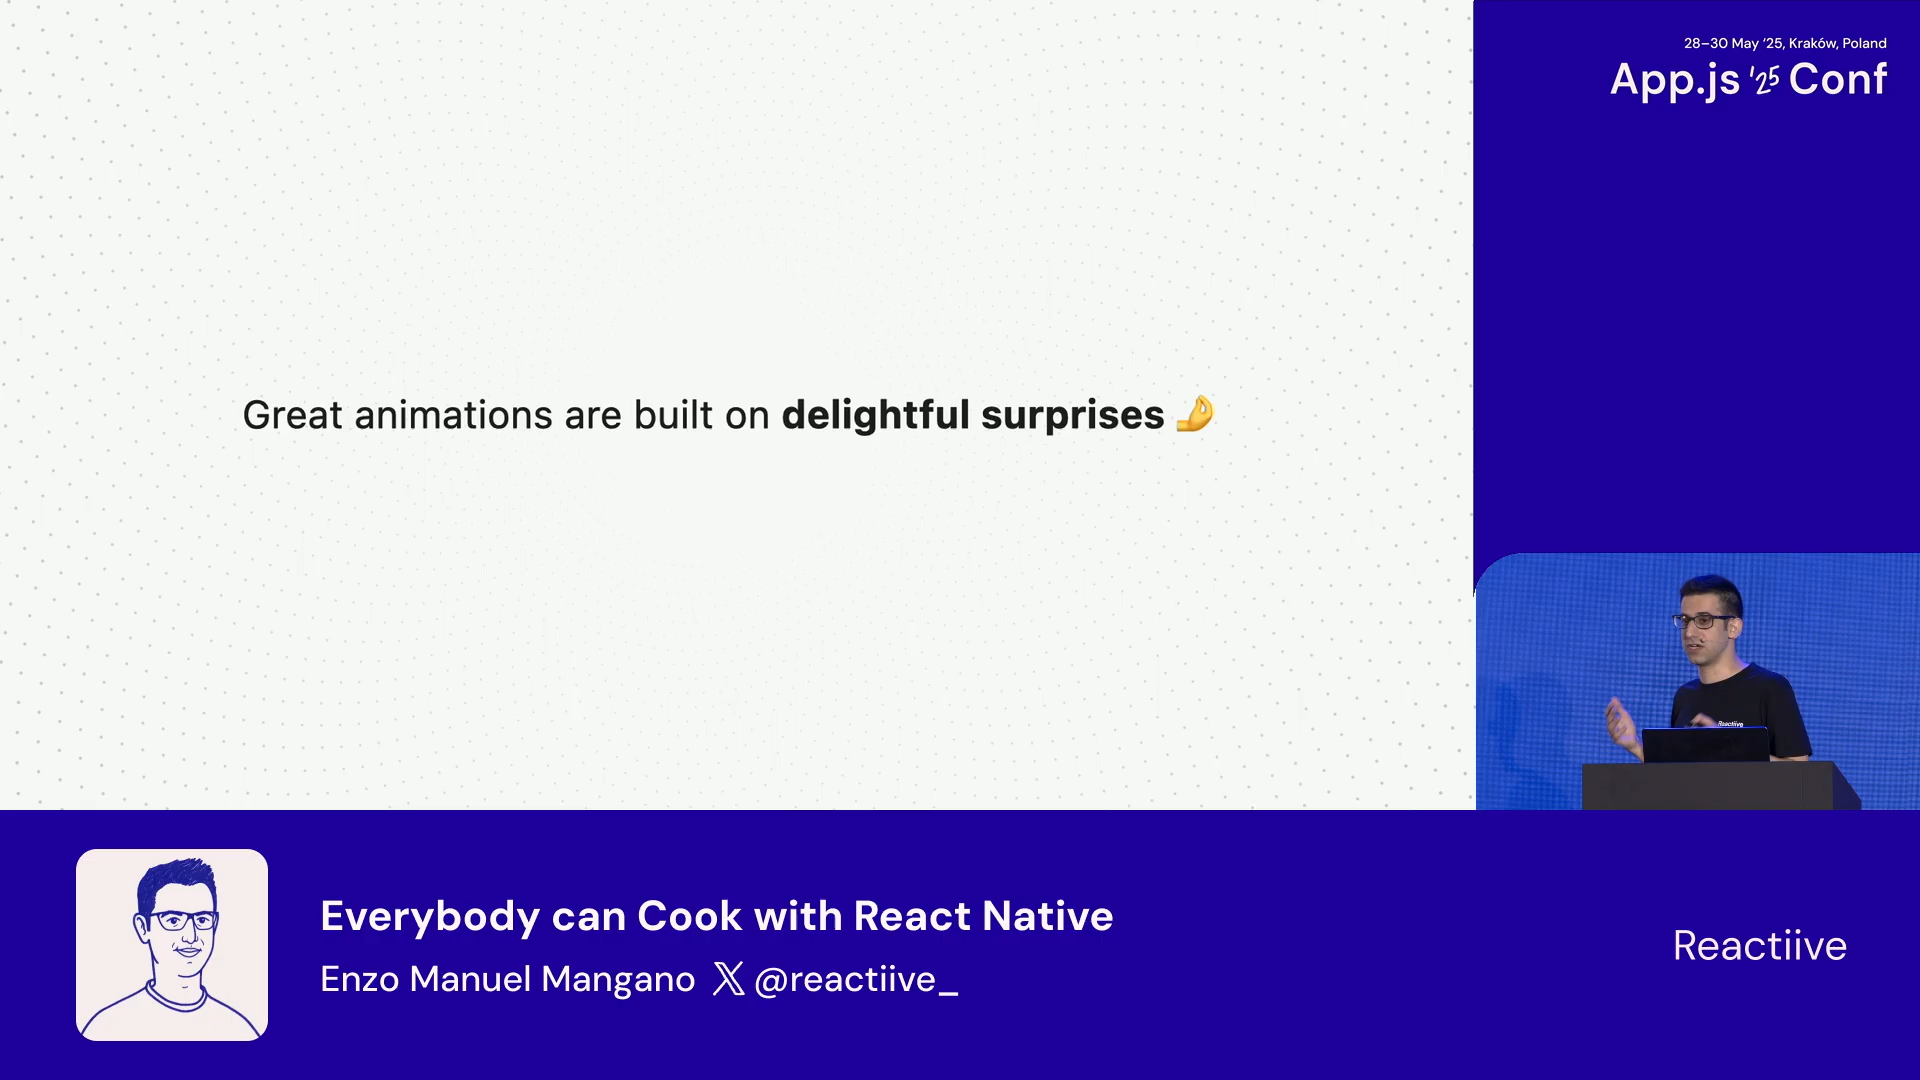 28–30 May '25, Kraków, Poland
App.js '25 Conf
Great animations are built on delightful surprises 🤌
Reactiive
Everybody can Cook with React Native
Enzo Manuel Mangano 𝕏 @reactiive_
Reactiive